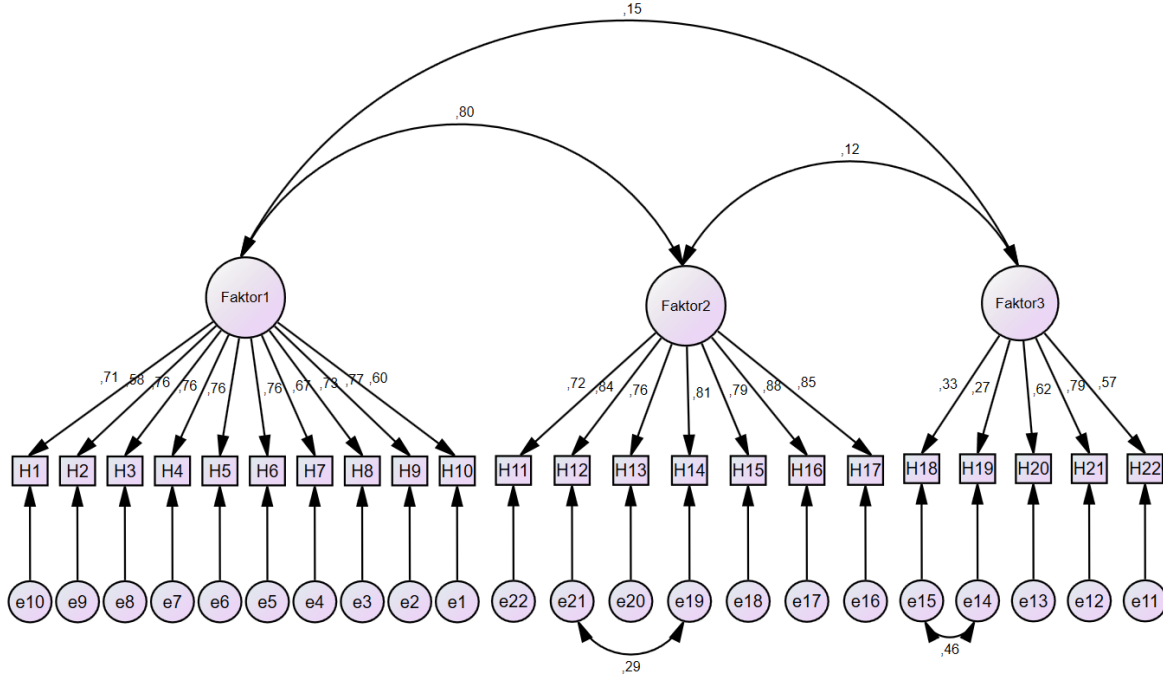 ,15
,80
,12
Faktor1
Faktor2
Faktor3
,71 ,58 ,76 ,76 ,76 ,76 ,67 ,73 ,77 ,60
,72 ,84 ,76 ,81 ,79 ,88 ,85
,33 ,27 ,62 ,79 ,57
H1 H2 H3 H4 H5 H6 H7 H8 H9 H10 H11 H12 H13 H14 H15 H16 H17 H18 H19 H20 H21 H22
e10 e9 e8 e7 e6 e5 e4 e3 e2 e1 e22 e21 e20 e19 e18 e17 e16 e15 e14 e13 e12 e11
,29
,46